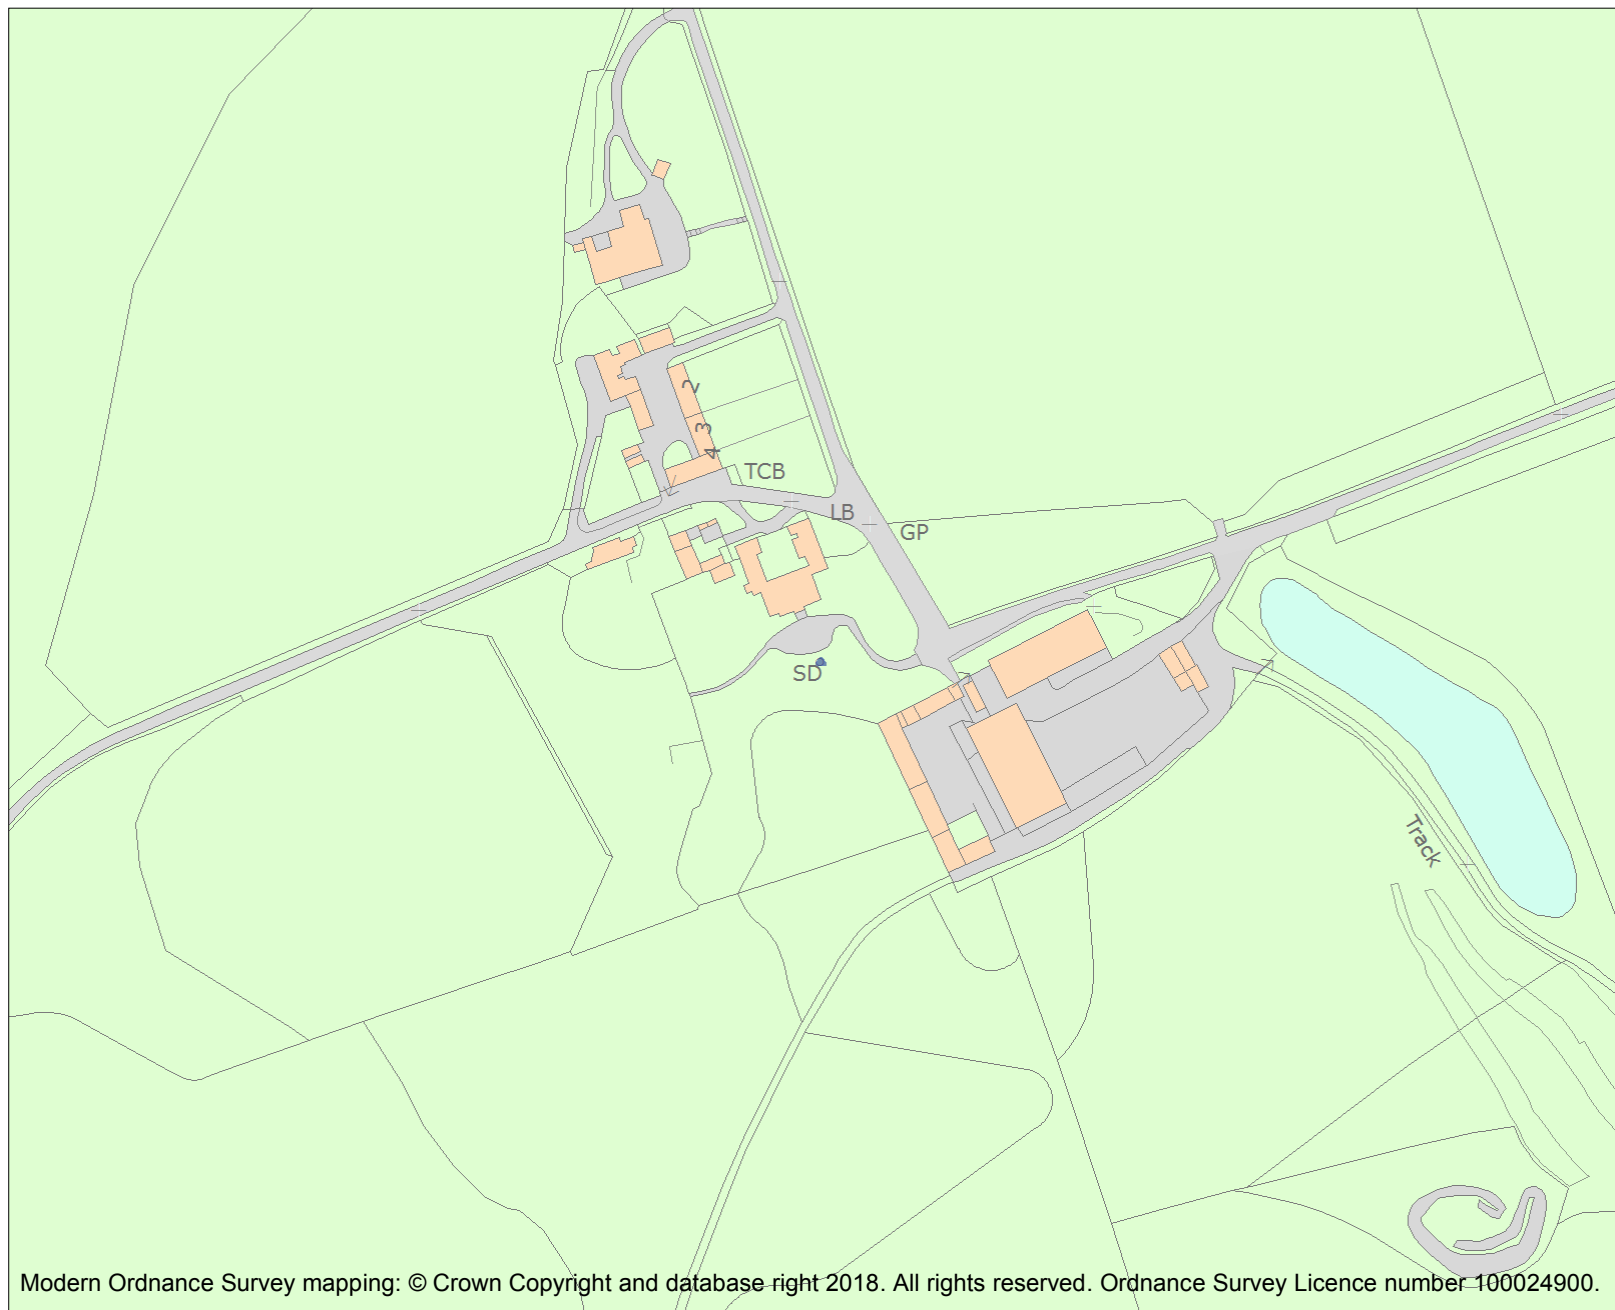 2
3
4
TCB
LB
GP
SD
Track
Modern Ordnance Survey mapping: © Crown Copyright and database right 2018. All rights reserved. Ordnance Survey Licence number 100024900.